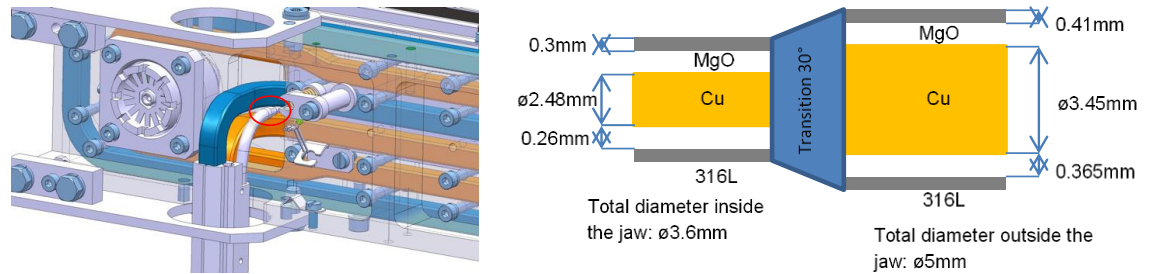 0.3mm
MgO
ø2.48mm
Cu
0.26mm
316L
Total diameter inside
the jaw: ø3.6mm
Transition 30°
0.41mm
MgO
Cu
ø3.45mm
0.365mm
316L
Total diameter outside the
jaw: ø5mm